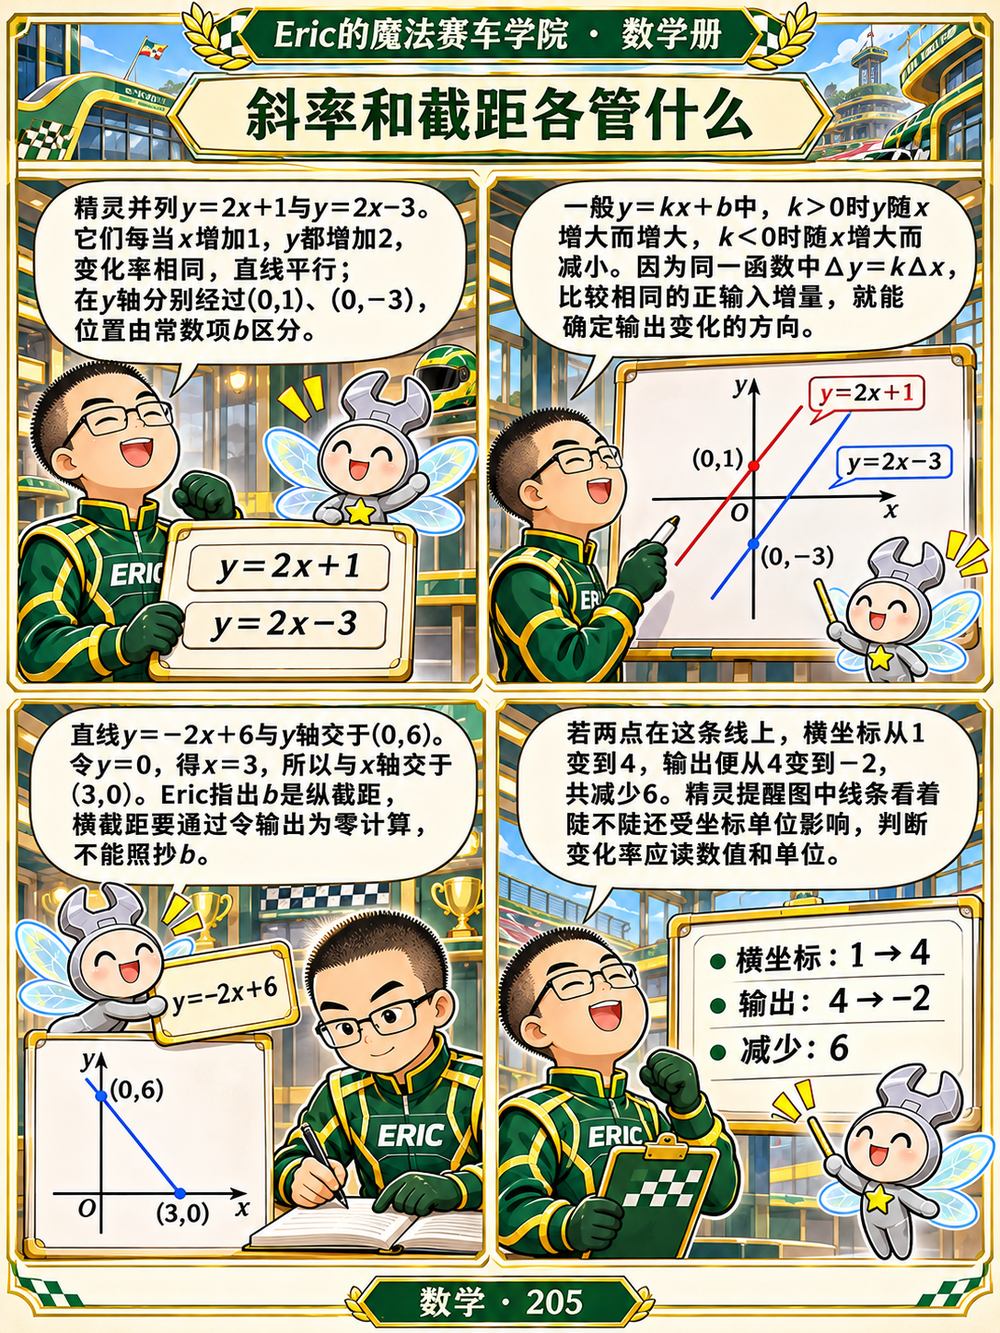 Eric的魔法赛车学院 · 数学册
斜率和截距各管什么
精灵并列y=2x+1与y=2x−3。
它们每当x增加1，y都增加2，
变化率相同，直线平行；
在y轴分别经过(0,1)、(0,−3)，
位置由常数项b区分。
ERIC
y=2x+1
y=2x−3
一般y=kx+b中，k>0时y随x
增大而增大，k<0时随x增大而
减小。因为同一函数中Δy=kΔx，
比较相同的正输入增量，就能
确定输出变化的方向。
y
y=2x+1
(0,1)
y=2x−3
O
x
(0,−3)
ERI
直线y=−2x+6与y轴交于(0,6)。
令y=0，得x=3，所以与x轴交于
(3,0)。Eric指出b是纵截距，
横截距要通过令输出为零计算，
不能照抄b。
y=−2x+6
y
(0,6)
O
(3,0)
x
ERIC
若两点在这条线上，横坐标从1
变到4，输出便从4变到−2，
共减少6。精灵提醒图中线条看着
陡不陡还受坐标单位影响，判断
变化率应读数值和单位。
横坐标：1→4
输出：4→−2
减少：6
ERIC
数学 · 205